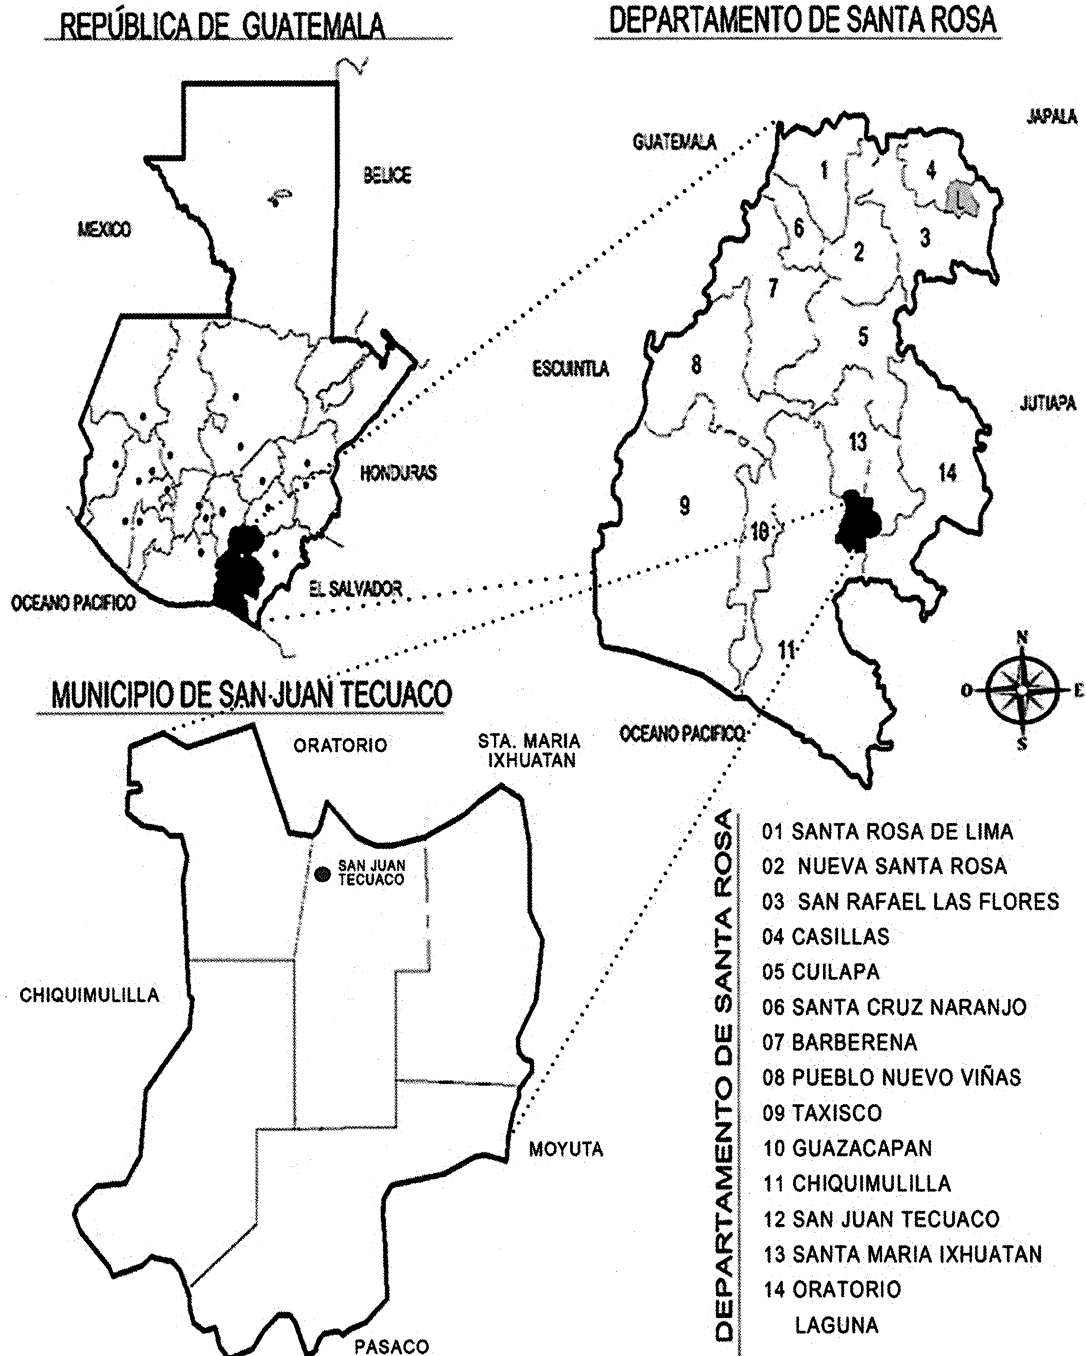 REPÚBLICA DE GUATEMALA
MEXICO
BELICE
HONDURAS
EL SALVADOR
OCEANO PACIFICO
DEPARTAMENTO DE SANTA ROSA
GUATEMALA
JAPALA
ESCUINTLA
JUTIAPA
1
4
L
6
2
3
7
5
8
13
14
9
10
11
OCEANO PACIFICO
N
O
E
S
MUNICIPIO DE SAN JUAN TECUACO
ORATORIO
STA. MARIA
IXHUATAN
SAN JUAN
TECUACO
CHIQUIMULILLA
MOYUTA
PASACO
DEPARTAMENTO DE SANTA ROSA
01 SANTA ROSA DE LIMA
02 NUEVA SANTA ROSA
03 SAN RAFAEL LAS FLORES
04 CASILLAS
05 CUILAPA
06 SANTA CRUZ NARANJO
07 BARBERENA
08 PUEBLO NUEVO VIÑAS
09 TAXISCO
10 GUAZACAPAN
11 CHIQUIMULILLA
12 SAN JUAN TECUACO
13 SANTA MARIA IXHUATAN
14 ORATORIO
LAGUNA